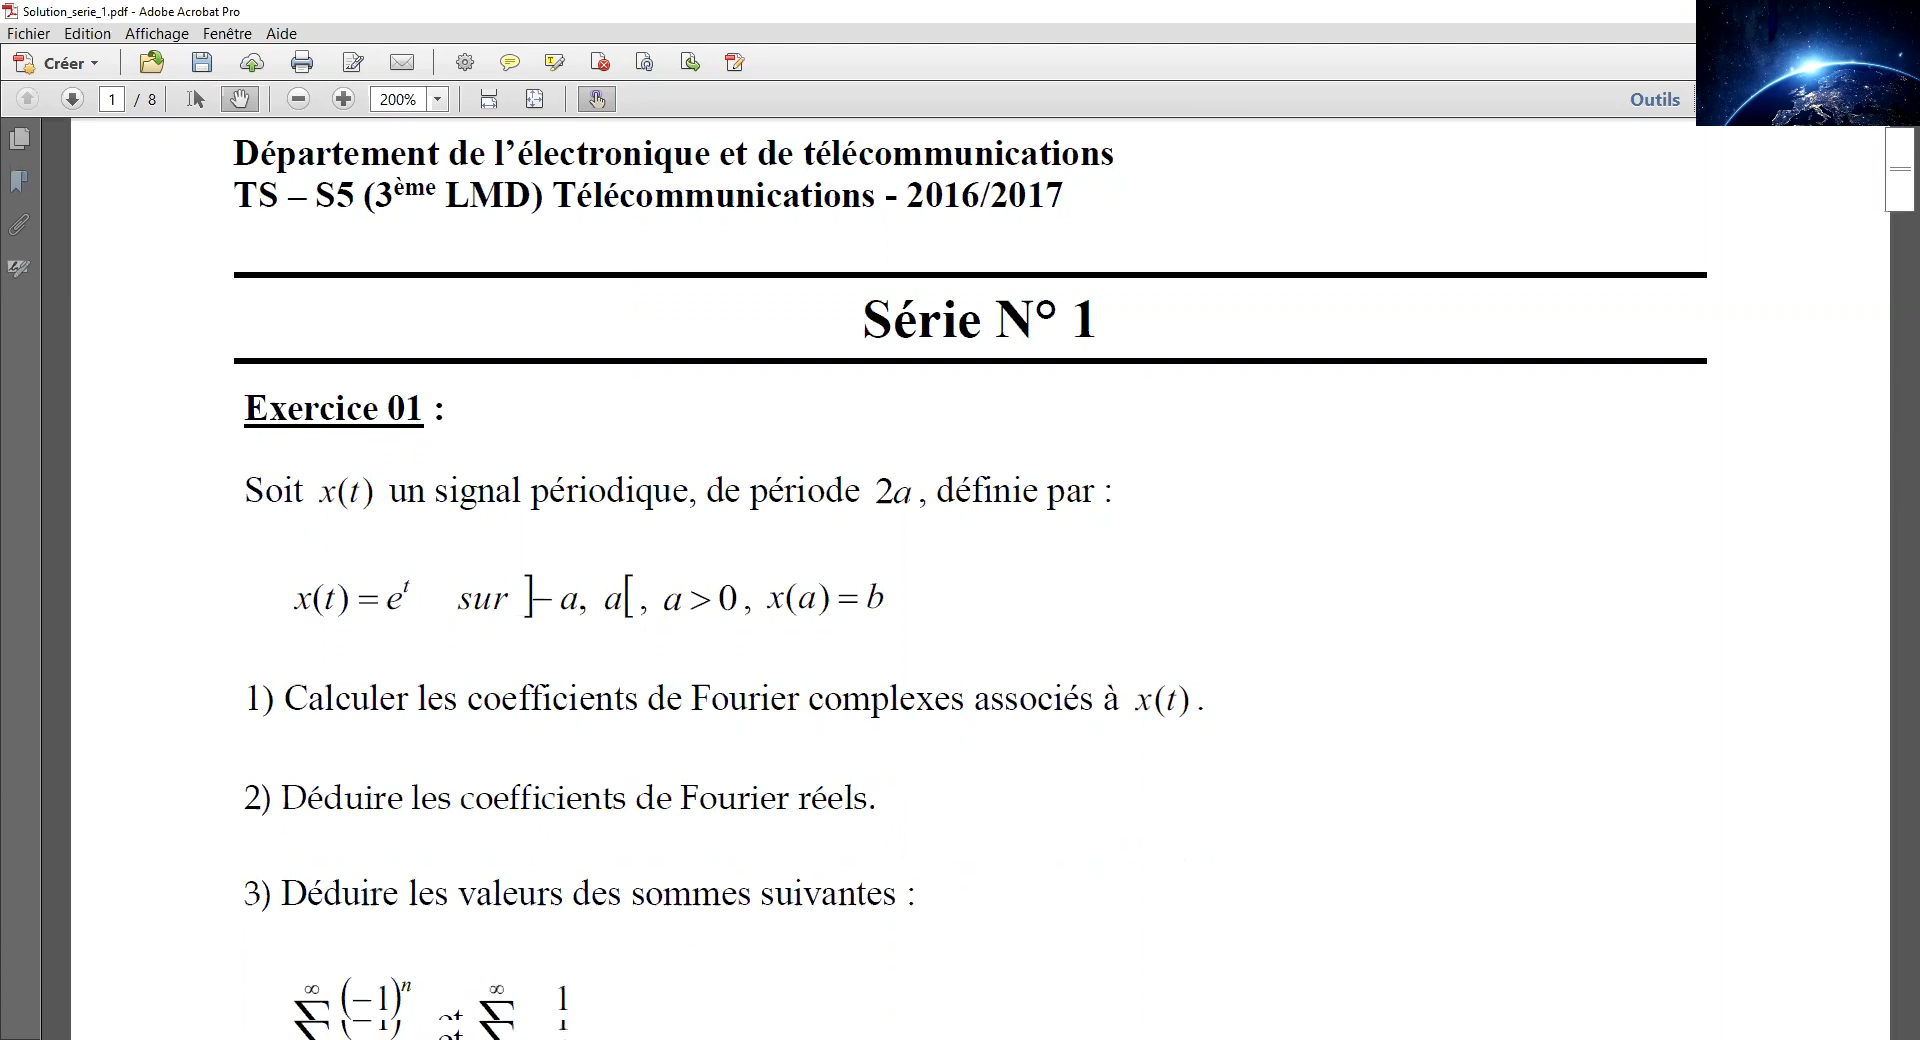 Solution_serie_1.pdf - Adobe Acrobat Pro
Fichier Edition Affichage Fenêtre Aide
Créer
1 / 8 200% Outils
Département de l’électronique et de télécommunications
TS – S5 (3ème LMD) Télécommunications - 2016/2017
Série N° 1
Exercice 01 :
Soit x(t) un signal périodique, de période 2a , définie par :
x(t) = e^t sur ]– a, a[ , a > 0 , x(a) = b
1) Calculer les coefficients de Fourier complexes associés à x(t) .
2) Déduire les coefficients de Fourier réels.
3) Déduire les valeurs des sommes suivantes :
∞ (–1)^n ∞ 1
∑ et ∑